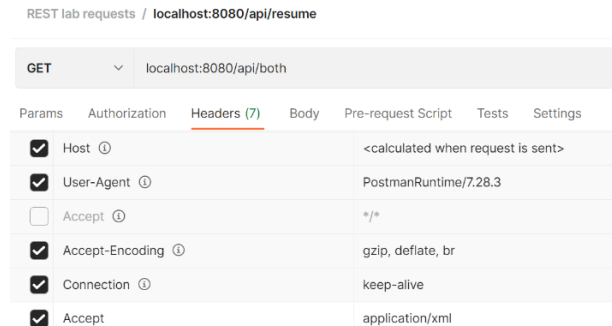 REST lab requests / localhost:8080/api/resume
GET localhost:8080/api/both
Params Authorization Headers (7) Body Pre-request Script Tests Settings
Host <calculated when request is sent>
User-Agent PostmanRuntime/7.28.3
Accept */*
Accept-Encoding gzip, deflate, br
Connection keep-alive
Accept application/xml